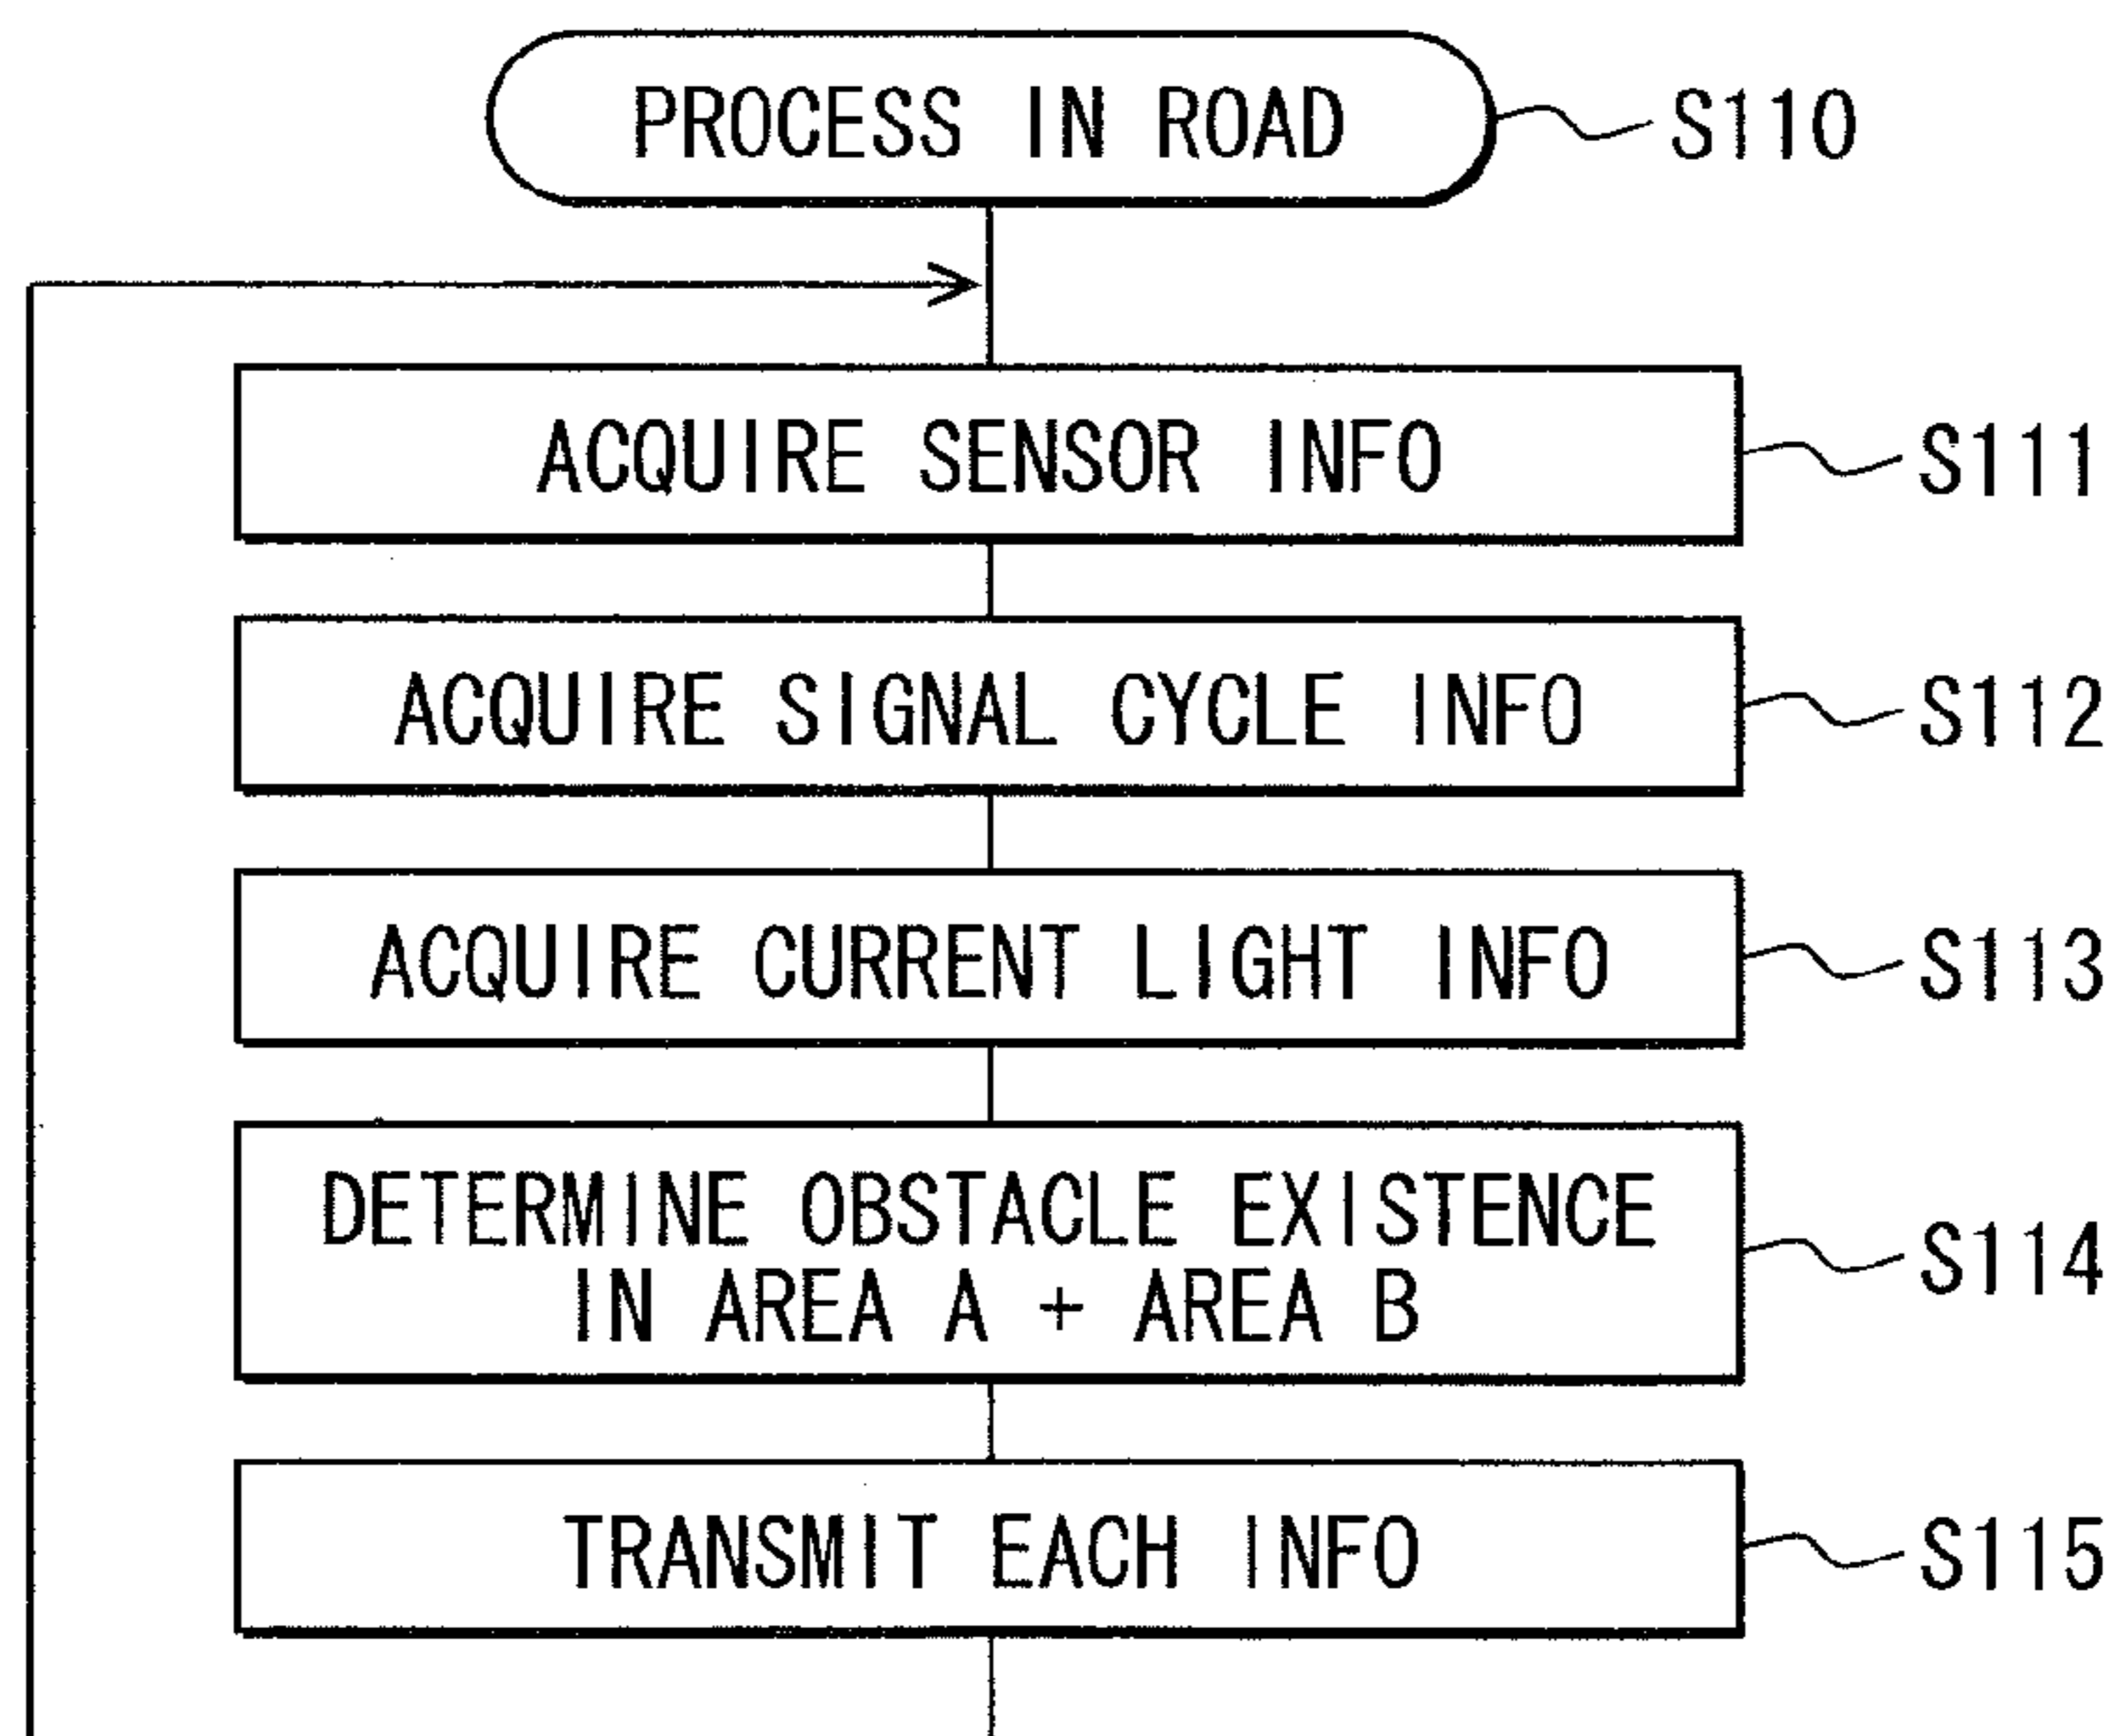 PROCESS IN ROAD S110
ACQUIRE SENSOR INFO S111
ACQUIRE SIGNAL CYCLE INFO S112
ACQUIRE CURRENT LIGHT INFO S113
DETERMINE OBSTACLE EXISTENCE
IN AREA A + AREA B
S114
TRANSMIT EACH INFO S115